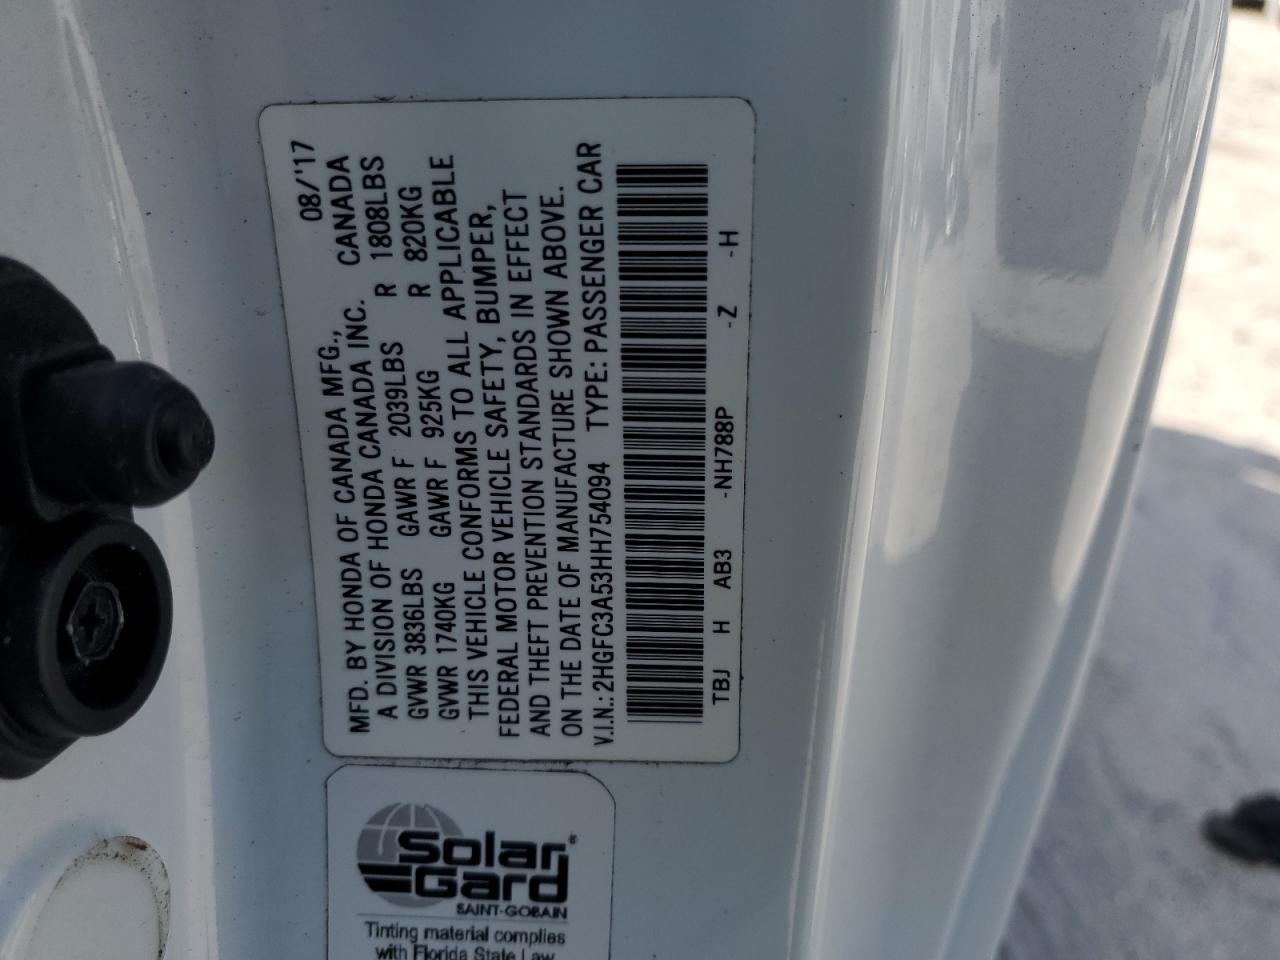 08/'17
MFD. BY HONDA OF CANADA MFG., CANADA
A DIVISION OF HONDA CANADA INC.
GVWR 3836LBS GAWR F 2039LBS R 1808LBS
GVWR 1740KG GAWR F 925KG R 820KG
THIS VEHICLE CONFORMS TO ALL APPLICABLE
FEDERAL MOTOR VEHICLE SAFETY, BUMPER,
AND THEFT PREVENTION STANDARDS IN EFFECT
ON THE DATE OF MANUFACTURE SHOWN ABOVE.
V.I.N.: 2HGFC3A53HH754094 TYPE: PASSENGER CAR
TBJ H AB3 -NH788P -Z -H
Solar Gard®
SAINT-GOBAIN
Tinting material complies
with Florida State Law